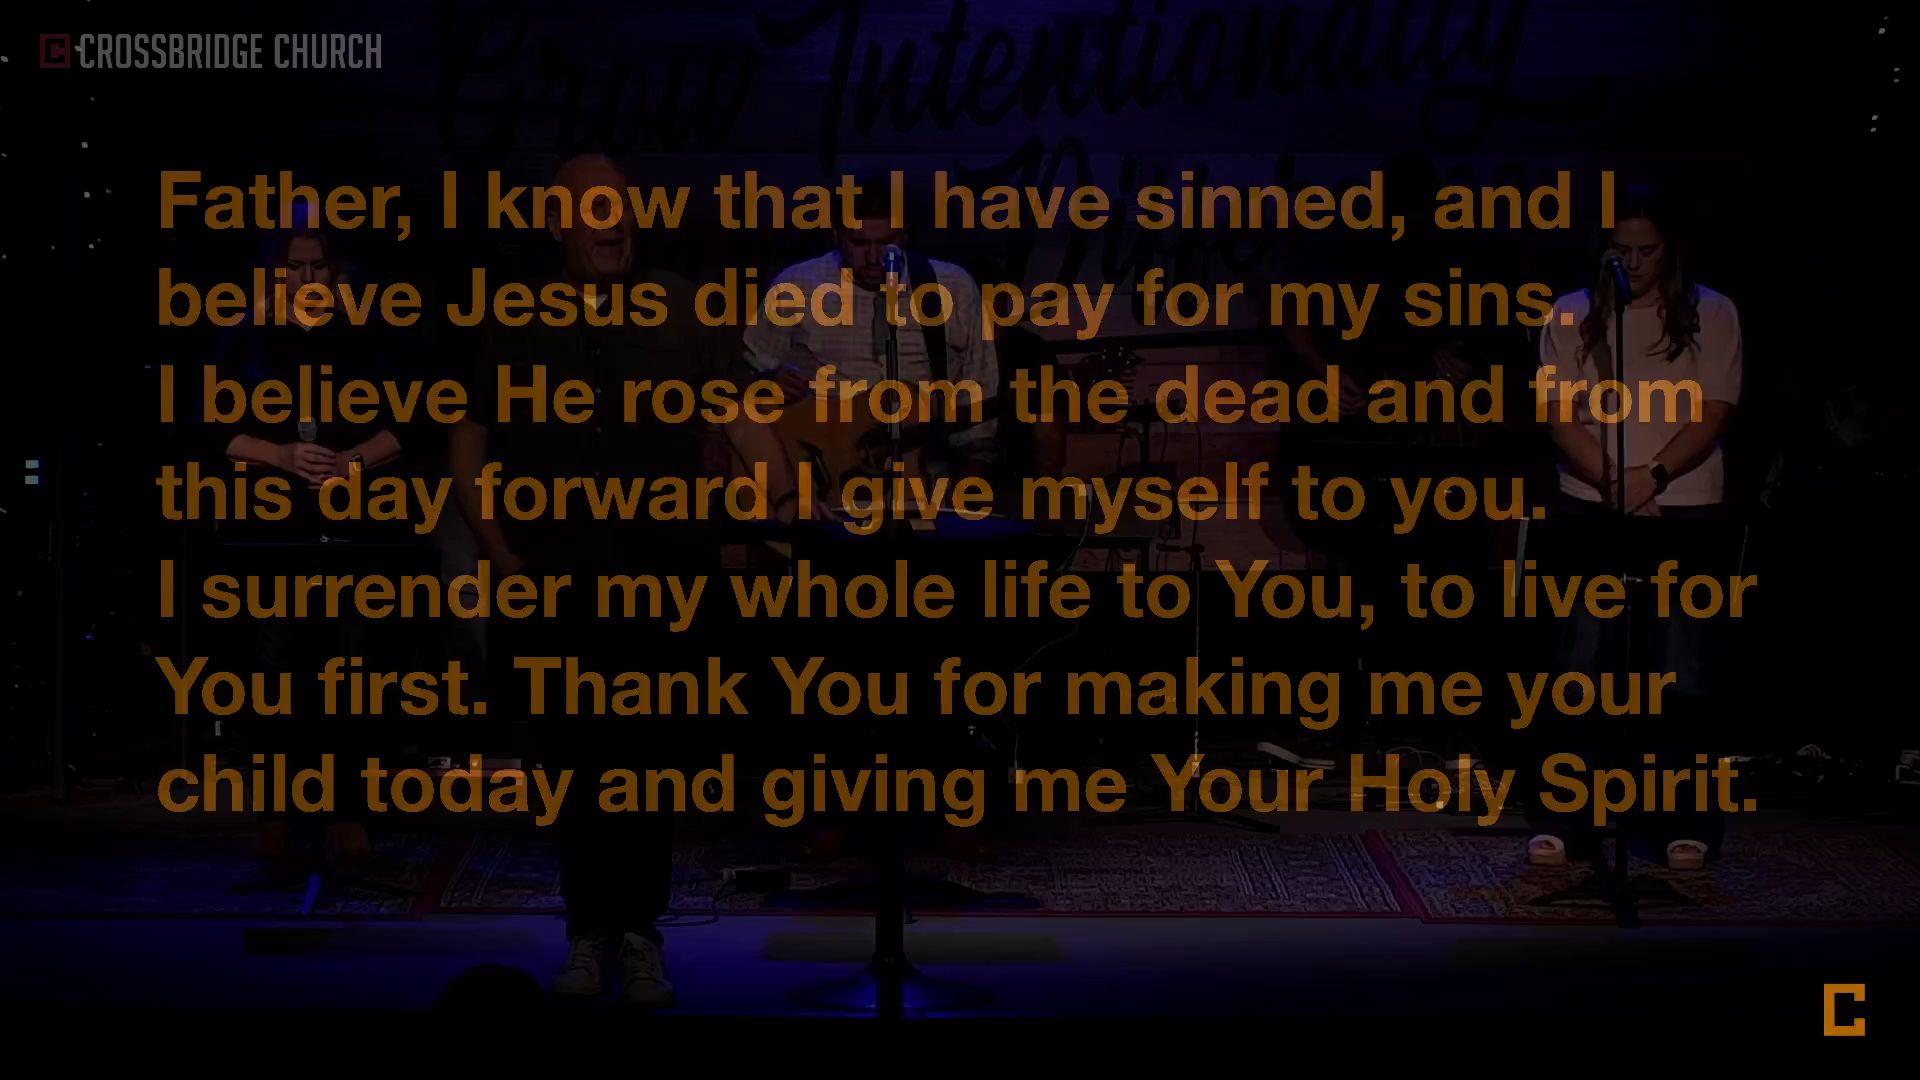 CROSSBRIDGE CHURCH
Grow Intentionally
Father, I know that I have sinned, and I
believe Jesus died to pay for my sins.
I believe He rose from the dead and from
this day forward I give myself to you.
I surrender my whole life to You, to live for
You first. Thank You for making me your
child today and giving me Your Holy Spirit.